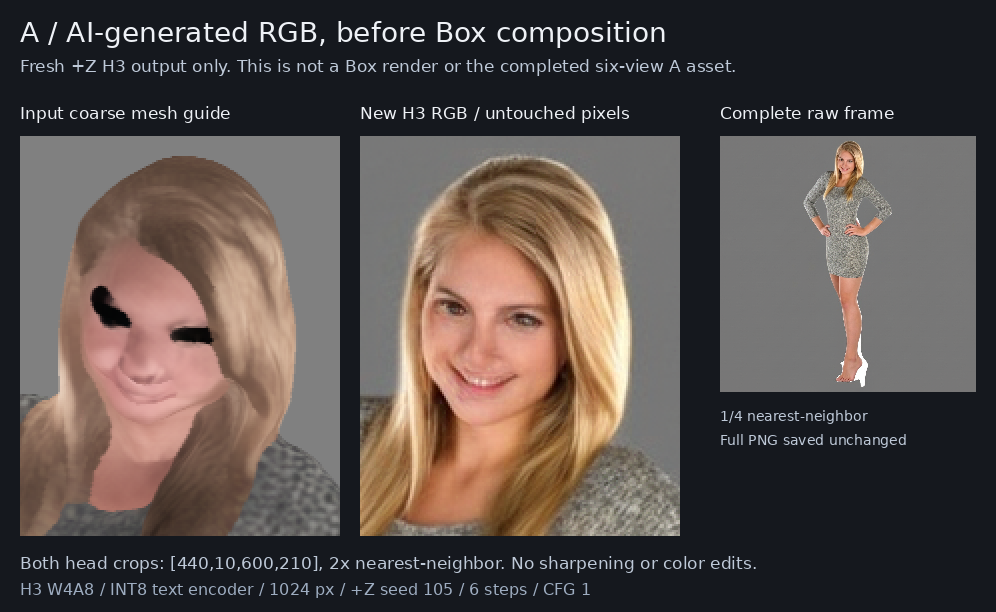 A / AI-generated RGB, before Box composition
Fresh +Z H3 output only. This is not a Box render or the completed six-view A asset.
Input coarse mesh guide
New H3 RGB / untouched pixels
Complete raw frame
1/4 nearest-neighbor
Full PNG saved unchanged
Both head crops: [440,10,600,210], 2x nearest-neighbor. No sharpening or color edits.
H3 W4A8 / INT8 text encoder / 1024 px / +Z seed 105 / 6 steps / CFG 1